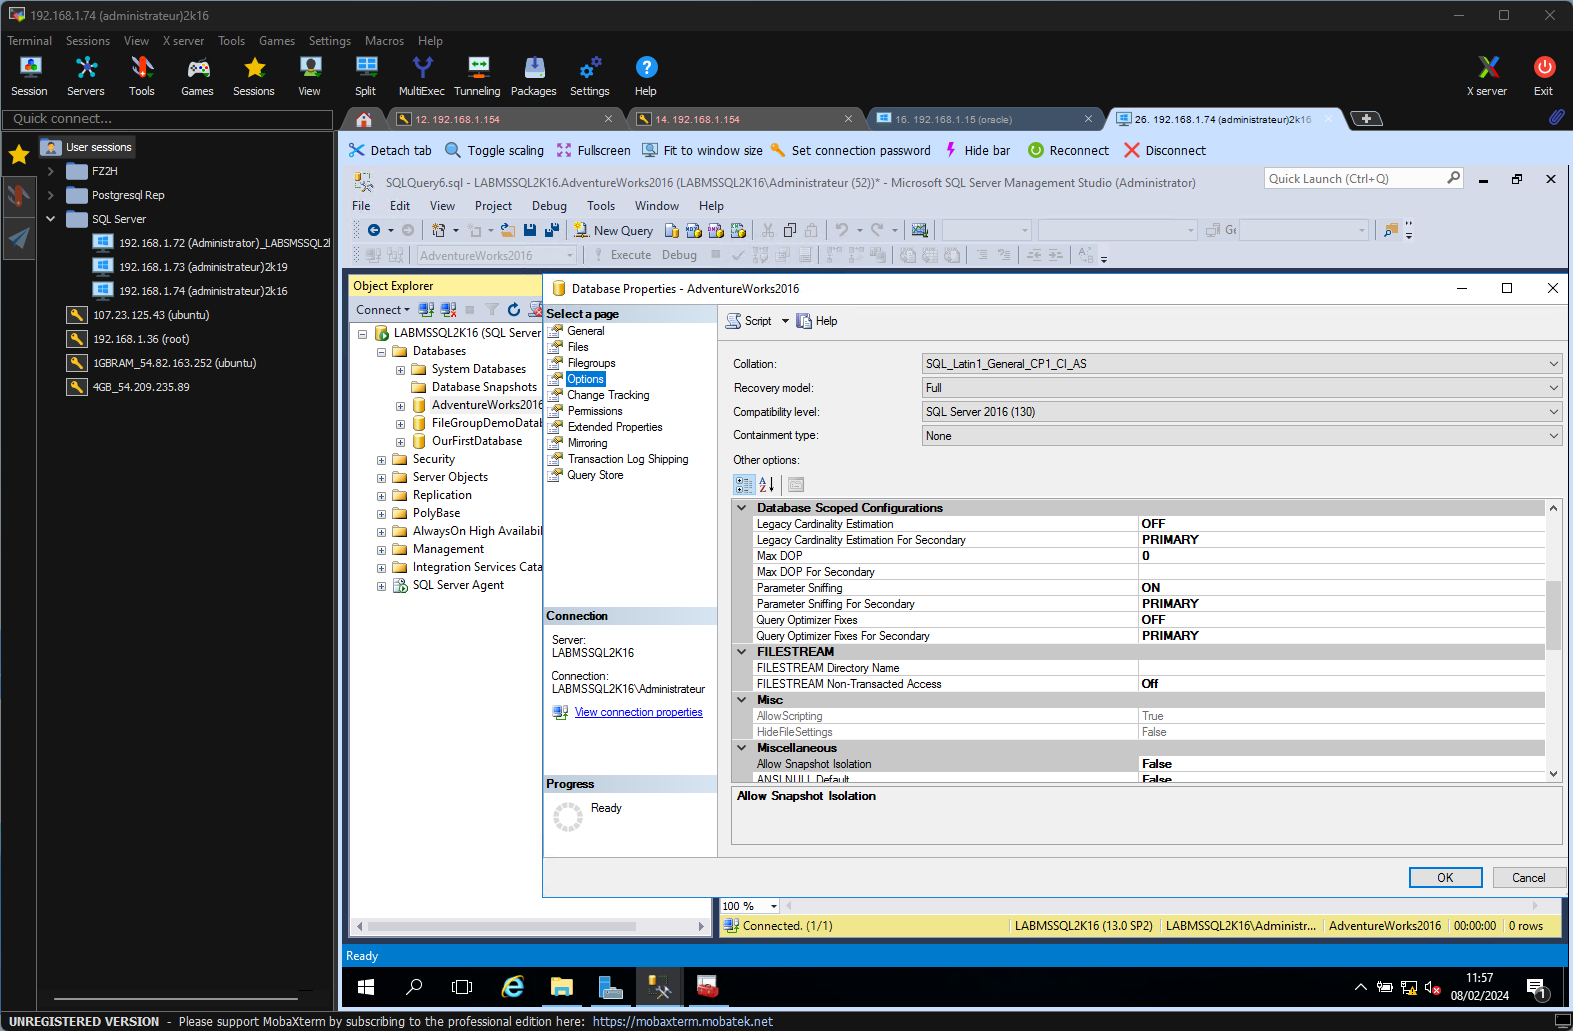 192.168.1.74 (administrateur)2k16
Terminal Sessions View X server Tools Games Settings Macros Help
Session Servers Tools Games Sessions View Split MultiExec Tunneling Packages Settings Help X server Exit
Quick connect...
12. 192.168.1.154
14. 192.168.1.154
16. 192.168.1.15 (oracle)
26. 192.168.1.74 (administrateur)2k16
User sessions
FZ2H
Postgresql Rep
SQL Server
192.168.1.72 (Administrator)_LABSMSSQL2
192.168.1.73 (administrateur)2k19
192.168.1.74 (administrateur)2k16
107.23.125.43 (ubuntu)
192.168.1.36 (root)
1GBRAM_54.82.163.252 (ubuntu)
4GB_54.209.235.89
Detach tab Toggle scaling Fullscreen Fit to window size Set connection password Hide bar Reconnect Disconnect
SQLQuery6.sql - LABMSSQL2K16.AdventureWorks2016 (LABMSSQL2K16\Administrateur (52))* - Microsoft SQL Server Management Studio (Administrator)
Quick Launch (Ctrl+Q)
File Edit View Project Debug Tools Window Help
New Query
AdventureWorks2016 Execute Debug
Object Explorer
Connect
LABMSSQL2K16 (SQL Server
Databases
System Databases
Database Snapshots
AdventureWorks2016
FileGroupDemoDatab
OurFirstDatabase
Security
Server Objects
Replication
PolyBase
AlwaysOn High Availabil
Management
Integration Services Cata
SQL Server Agent
Database Properties - AdventureWorks2016
Select a page
General
Files
Filegroups
Options
Change Tracking
Permissions
Extended Properties
Mirroring
Transaction Log Shipping
Query Store
Connection
Server:
LABMSSQL2K16
Connection:
LABMSSQL2K16\Administrateur
View connection properties
Progress
Ready
Script Help
Collation: SQL_Latin1_General_CP1_CI_AS
Recovery model: Full
Compatibility level: SQL Server 2016 (130)
Containment type: None
Other options:
Database Scoped Configurations
Legacy Cardinality Estimation OFF
Legacy Cardinality Estimation For Secondary PRIMARY
Max DOP 0
Max DOP For Secondary
Parameter Sniffing ON
Parameter Sniffing For Secondary PRIMARY
Query Optimizer Fixes OFF
Query Optimizer Fixes For Secondary PRIMARY
FILESTREAM
FILESTREAM Directory Name
FILESTREAM Non-Transacted Access Off
Misc
AllowScripting True
HideFileSettings False
Miscellaneous
Allow Snapshot Isolation False
ANSI NULL Default False
Allow Snapshot Isolation
OK Cancel
100 %
Connected. (1/1) LABMSSQL2K16 (13.0 SP2) LABMSSQL2K16\Administr... AdventureWorks2016 00:00:00 0 rows
Ready
11:57
08/02/2024
1
UNREGISTERED VERSION - Please support MobaXterm by subscribing to the professional edition here: https://mobaxterm.mobatek.net